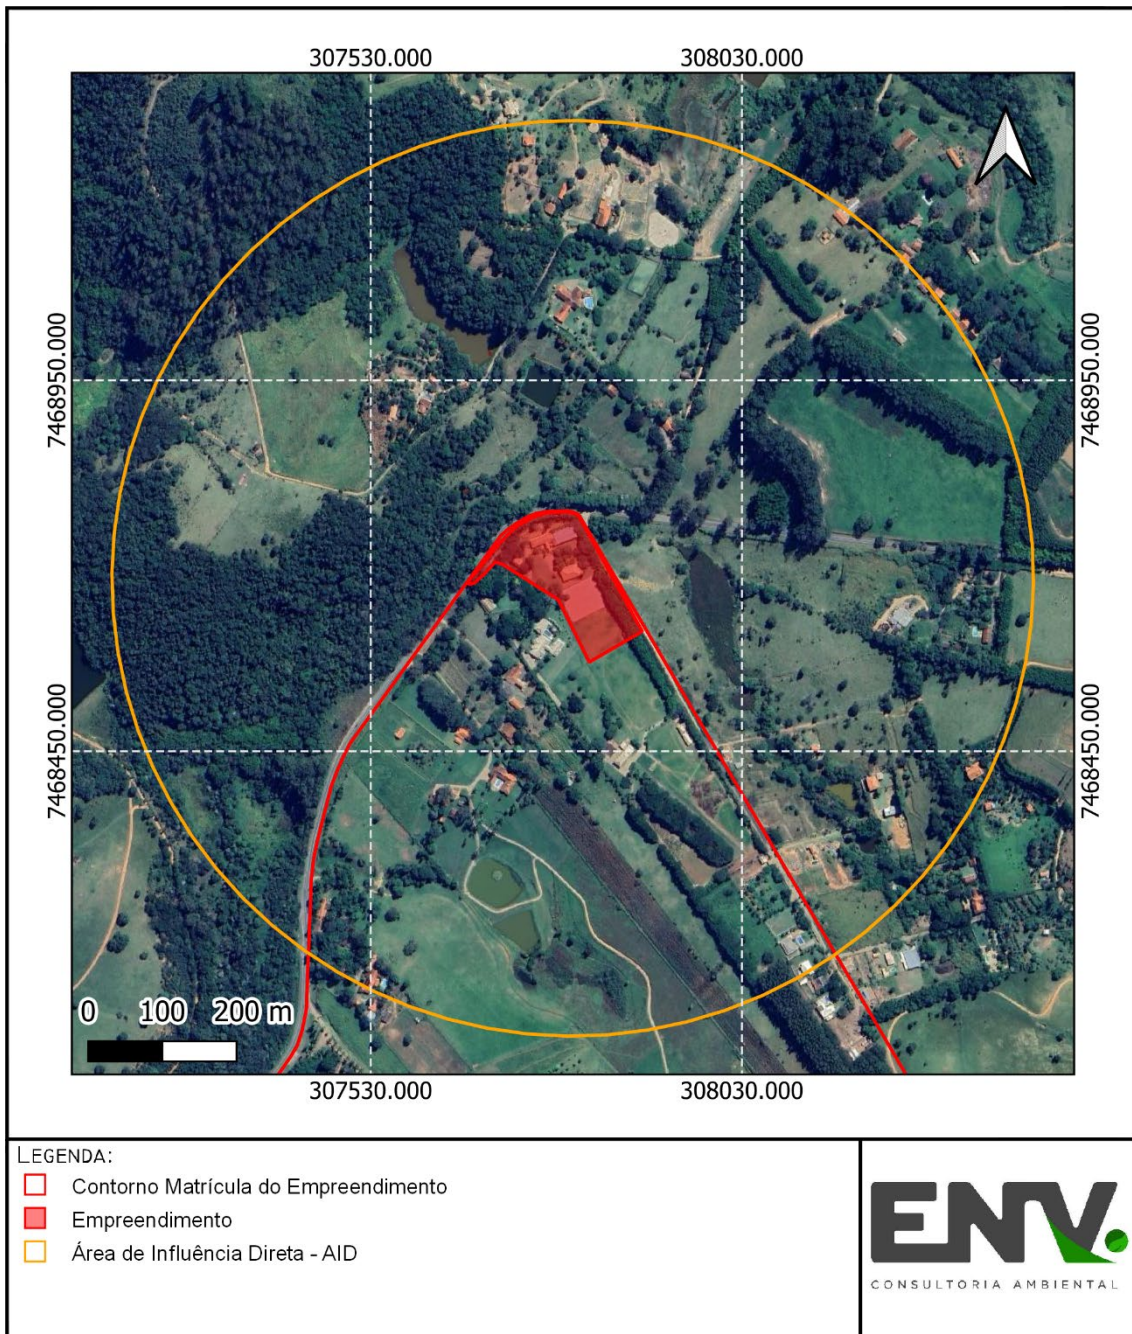 307530.000 308030.000
7468950.000 7468950.000
7468450.000 7468450.000
0 100 200 m
307530.000 308030.000
LEGENDA:
Contorno Matrícula do Empreendimento
Empreendimento
Área de Influência Direta - AID
ENV.
CONSULTORIA AMBIENTAL